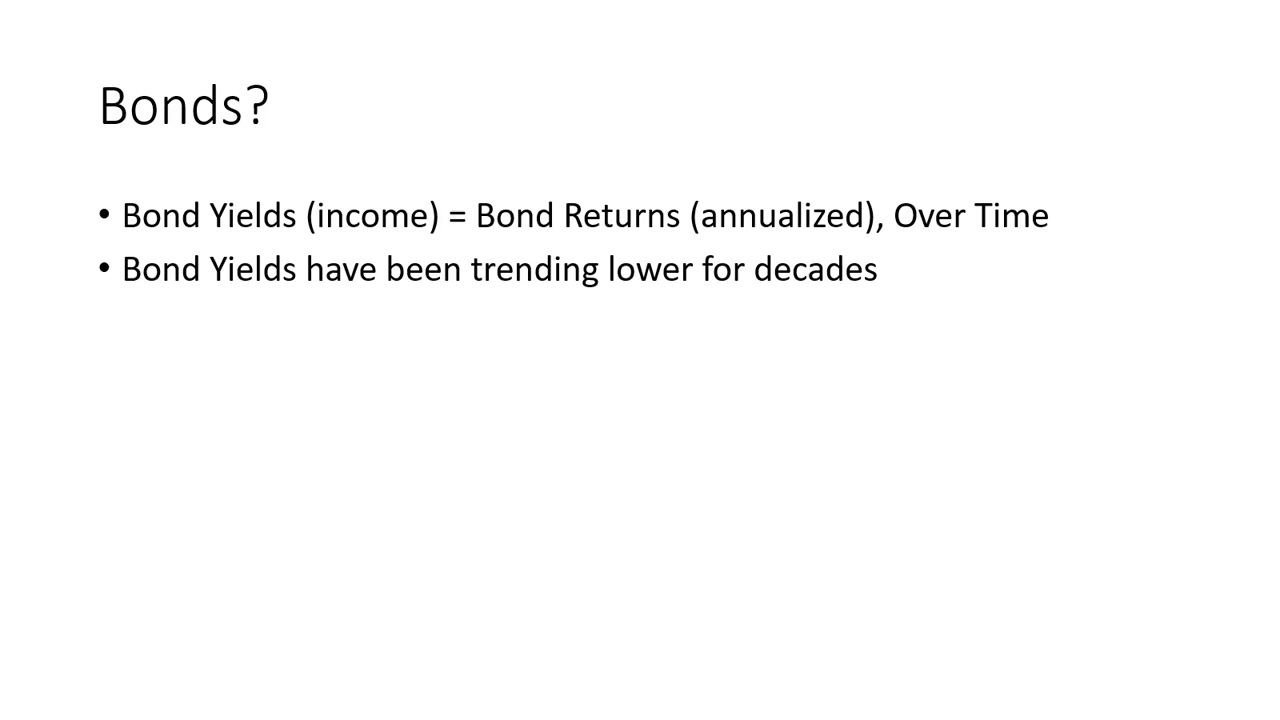 Bonds?
• Bond Yields (income) = Bond Returns (annualized), Over Time
• Bond Yields have been trending lower for decades